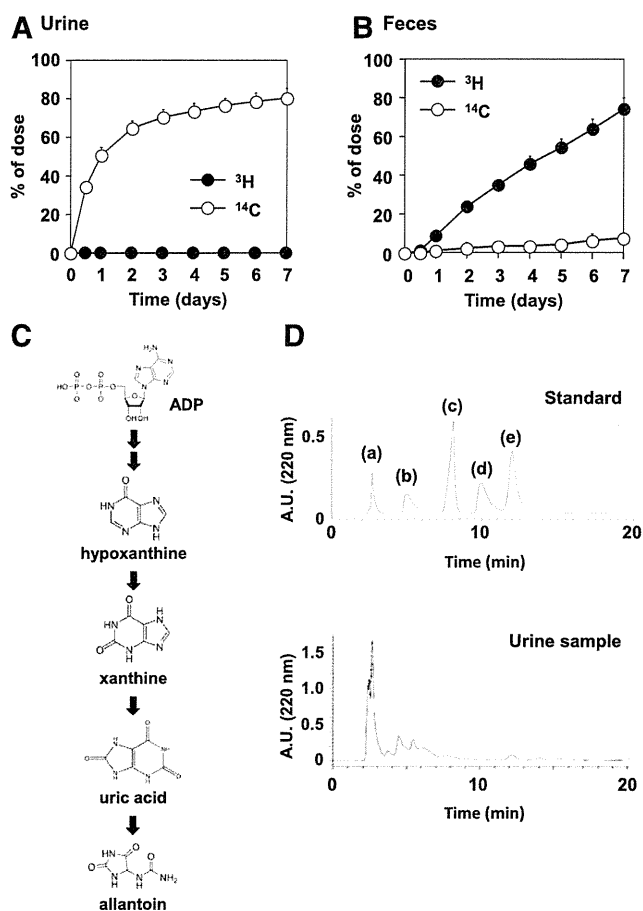 A Urine
% of dose
100
80
60
40
20
0
³H
¹⁴C
0 1 2 3 4 5 6 7
Time (days)
B Feces
% of dose
100
80
60
40
20
0
³H
¹⁴C
0 1 2 3 4 5 6 7
Time (days)
C
ADP
hypoxanthine
xanthine
uric acid
allantoin
D
Standard
A.U. (220 nm)
0.5
0
(a)
(b)
(c)
(d)
(e)
0 10 20
Time (min)
Urine sample
A.U. (220 nm)
1.5
1.0
0.5
0
0 10 20
Time (min)